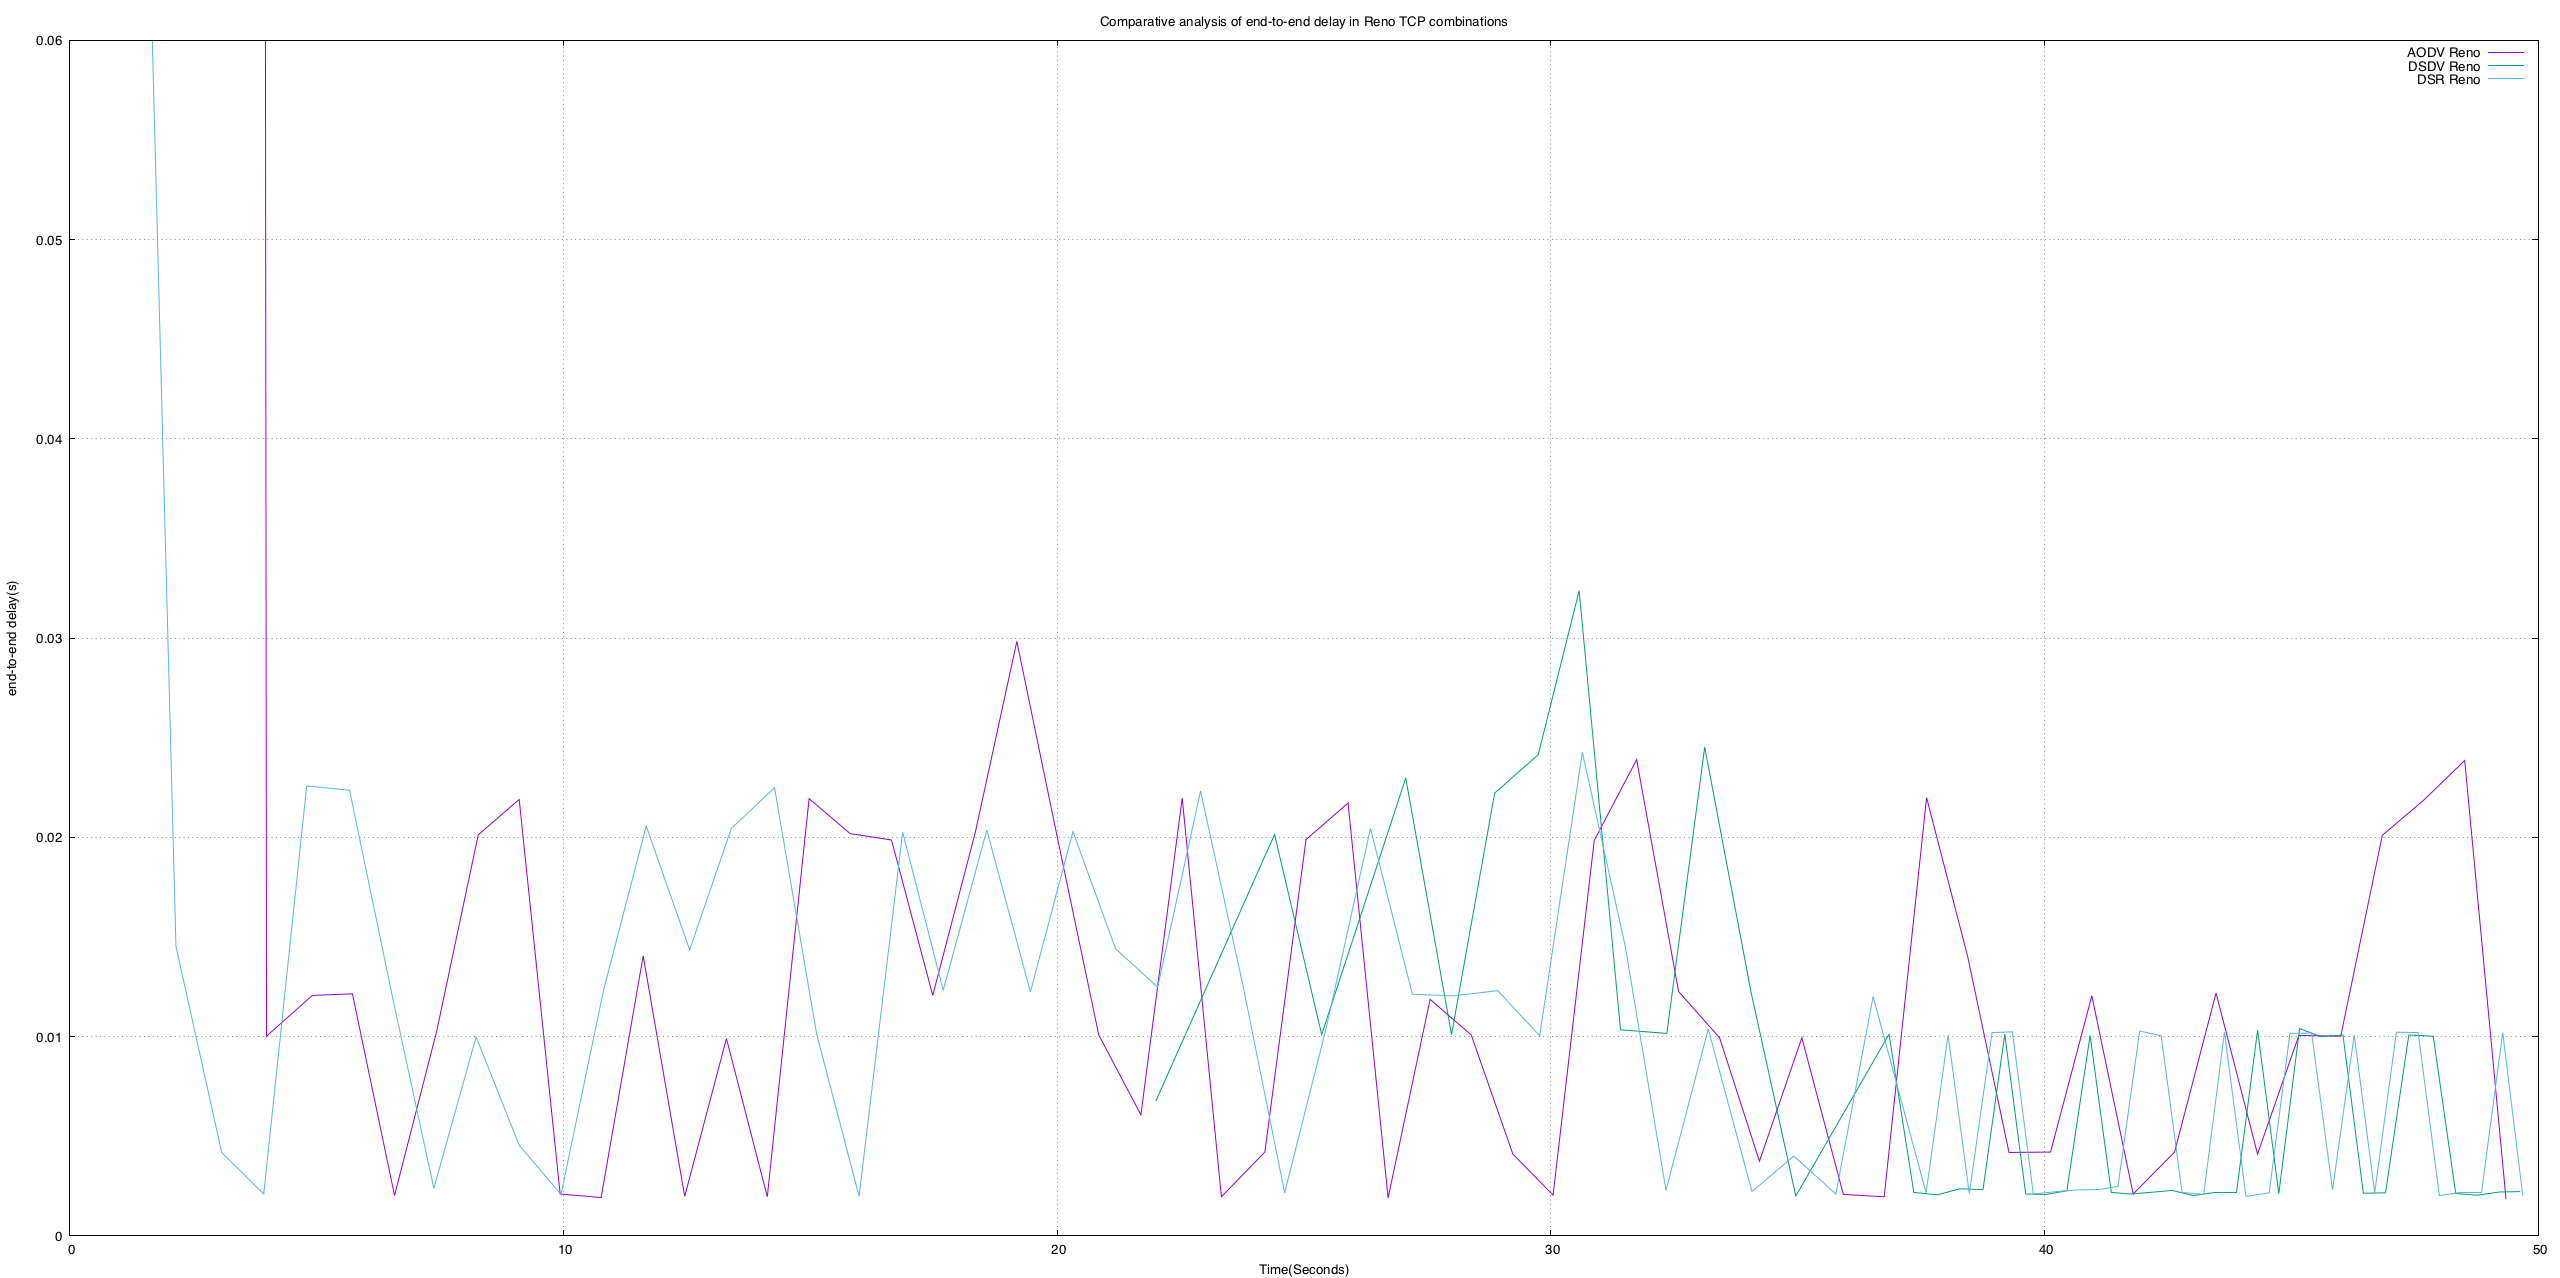 Comparative analysis of end-to-end delay in Reno TCP combinations
AODV Reno
DSDV Reno
DSR Reno
0.06
0.05
0.04
0.03
0.02
0.01
0
end-to-end delay(s)
0 10 20 30 40 50
Time(Seconds)